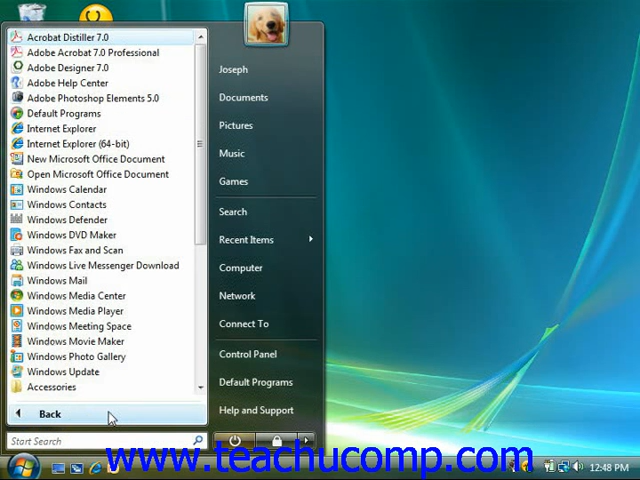 Acrobat Distiller 7.0
Adobe Acrobat 7.0 Professional
Adobe Designer 7.0
Adobe Help Center
Adobe Photoshop Elements 5.0
Default Programs
Internet Explorer
Internet Explorer (64-bit)
New Microsoft Office Document
Open Microsoft Office Document
Windows Calendar
Windows Contacts
Windows Defender
Windows DVD Maker
Windows Fax and Scan
Windows Live Messenger Download
Windows Mail
Windows Media Center
Windows Media Player
Windows Meeting Space
Windows Movie Maker
Windows Photo Gallery
Windows Update
Accessories
Back
Start Search
Joseph
Documents
Pictures
Music
Games
Search
Recent Items
Computer
Network
Connect To
Control Panel
Default Programs
Help and Support
www.teachucomp.com
12:48 PM